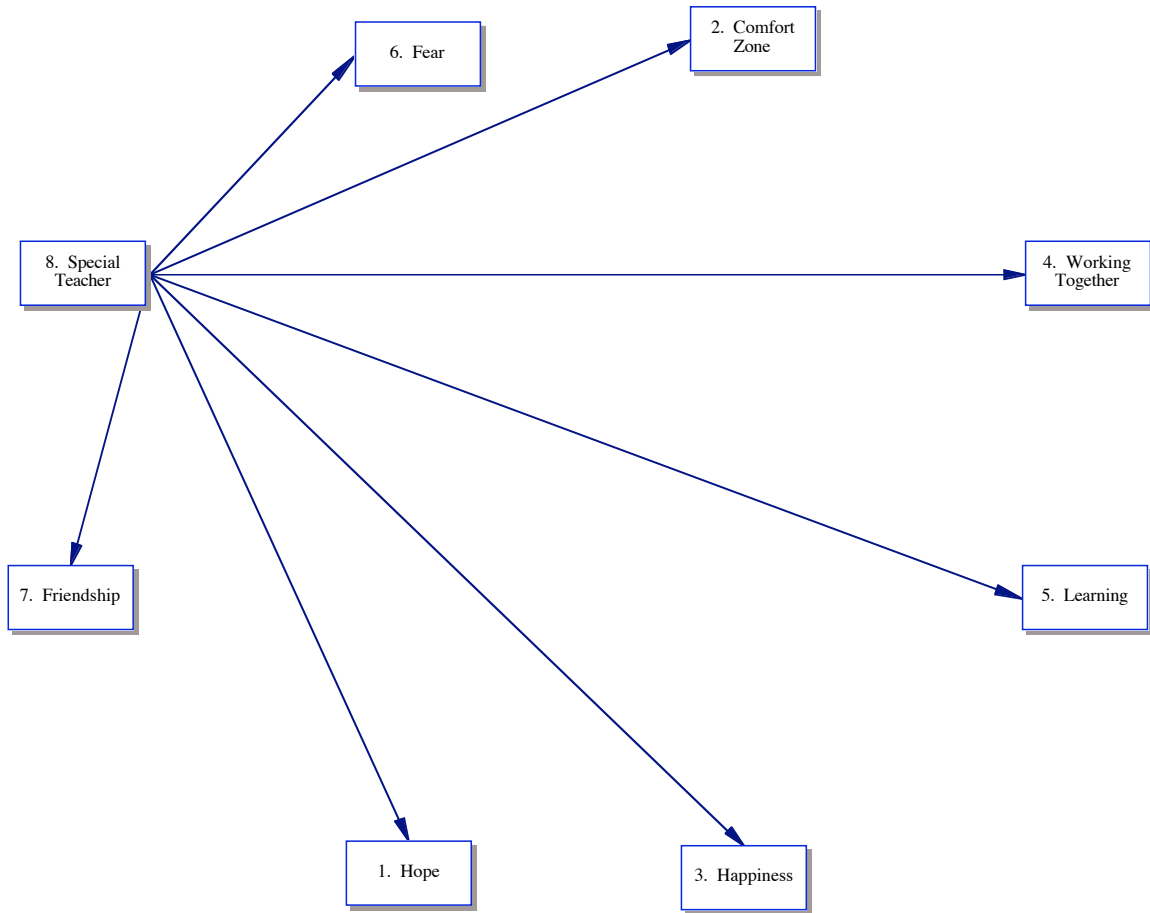 6. Fear
2. Comfort
Zone
8. Special
Teacher
4. Working
Together
7. Friendship
5. Learning
1. Hope
3. Happiness